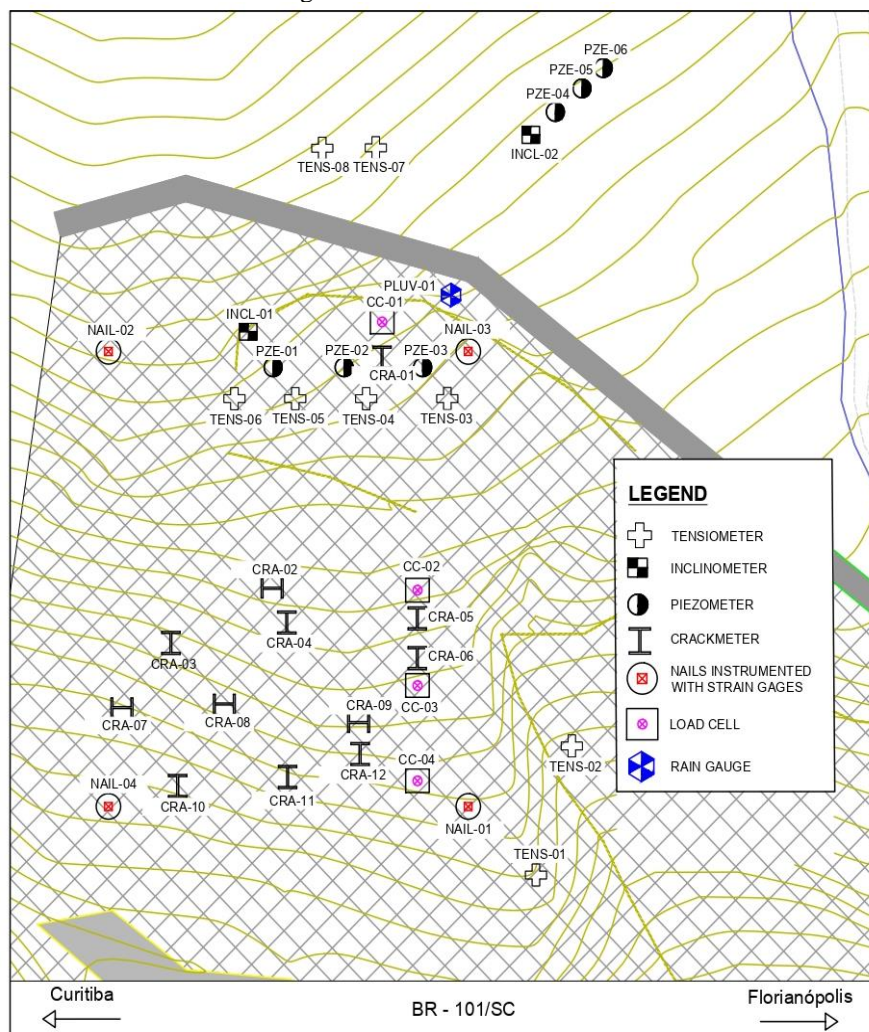 PZE-06
PZE-05
PZE-04
INCL-02
TENS-08 TENS-07
PLUV-01
CC-01
INCL-01
NAIL-02
NAIL-03
PZE-01
PZE-02
PZE-03
CRA-01
TENS-06
TENS-05
TENS-04
TENS-03
LEGEND
TENSIOMETER
INCLINOMETER
PIEZOMETER
CRACKMETER
NAILS INSTRUMENTED
WITH STRAIN GAGES
LOAD CELL
RAIN GAUGE
CRA-02
CC-02
CRA-05
CRA-04
CRA-03
CRA-06
CC-03
CRA-09
CRA-07
CRA-08
CRA-12
CC-04
TENS-02
NAIL-04
CRA-10
CRA-11
NAIL-01
TENS-01
Curitiba
BR - 101/SC
Florianópolis